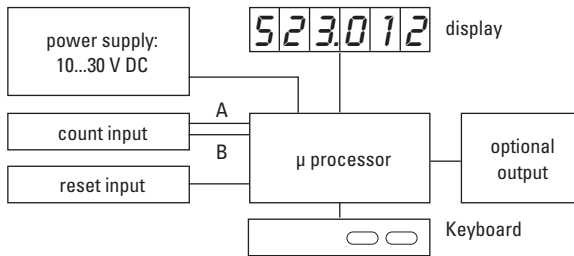 power supply:
10...30 V DC
523.012
display
A
count input
B
µ processor
optional
output
reset input
Keyboard